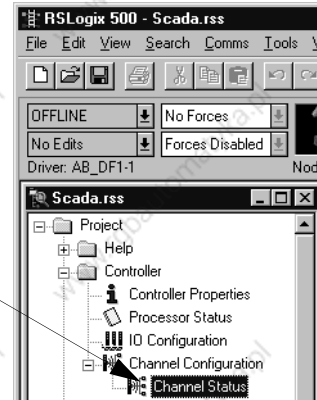 RSLogix 500 - Scada.rss
File Edit View Search Comms Tools
OFFLINE No Forces
No Edits Forces Disabled
Driver: AB_DF1-1 Nod
Scada.rss
Project
Help
Controller
Controller Properties
Processor Status
IO Configuration
Channel Configuration
Channel Status